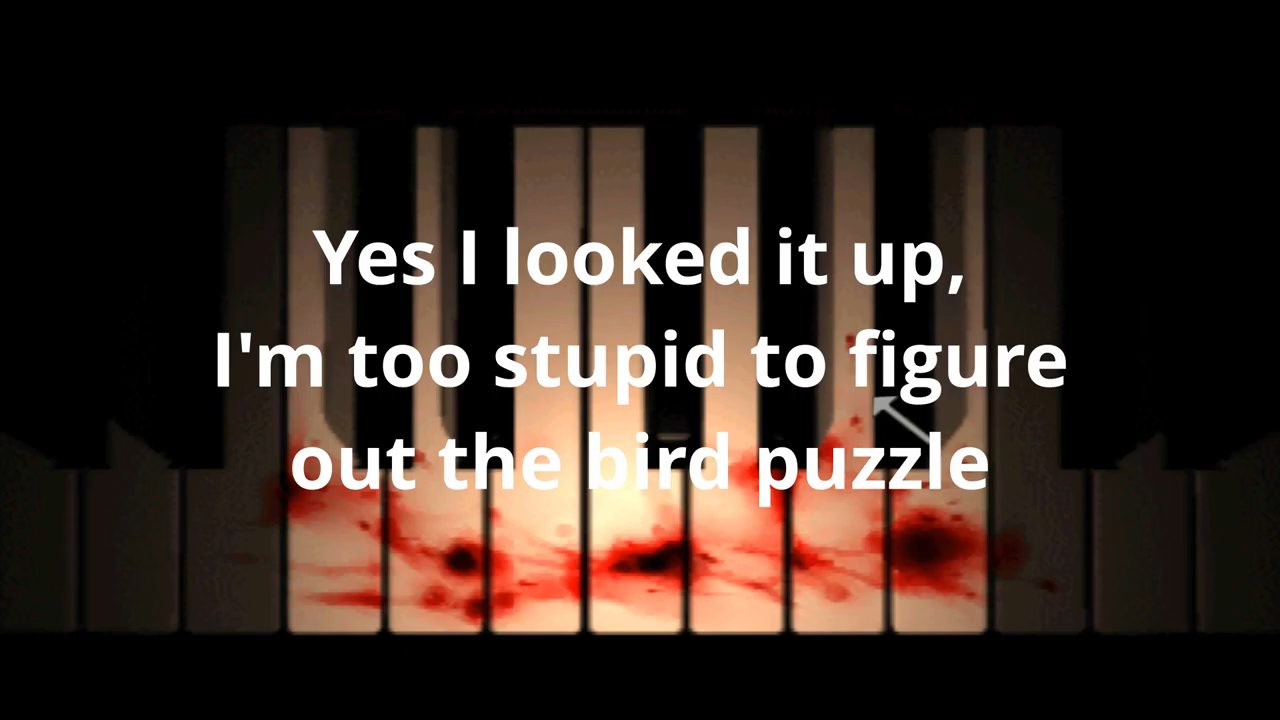 Yes I looked it up,
I'm too stupid to figure
out the bird puzzle